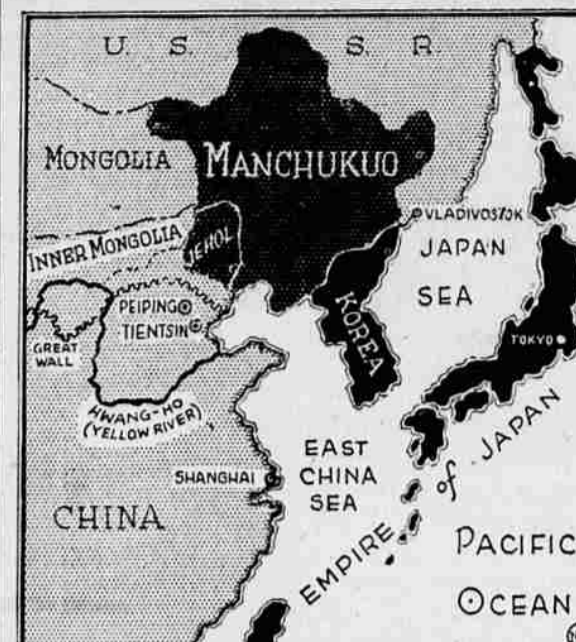 U. S. S. R.
MONGOLIA
MANCHUKUO
VLADIVOSTOK
INNER MONGOLIA
JEHOL
JAPAN
SEA
PEIPING
TIENTSIN
KOREA
GREAT
WALL
TOKYO
HWANG-HO
(YELLOW RIVER)
EAST
CHINA
SEA
SHANGHAI
CHINA
EMPIRE of JAPAN
PACIFIC
OCEAN